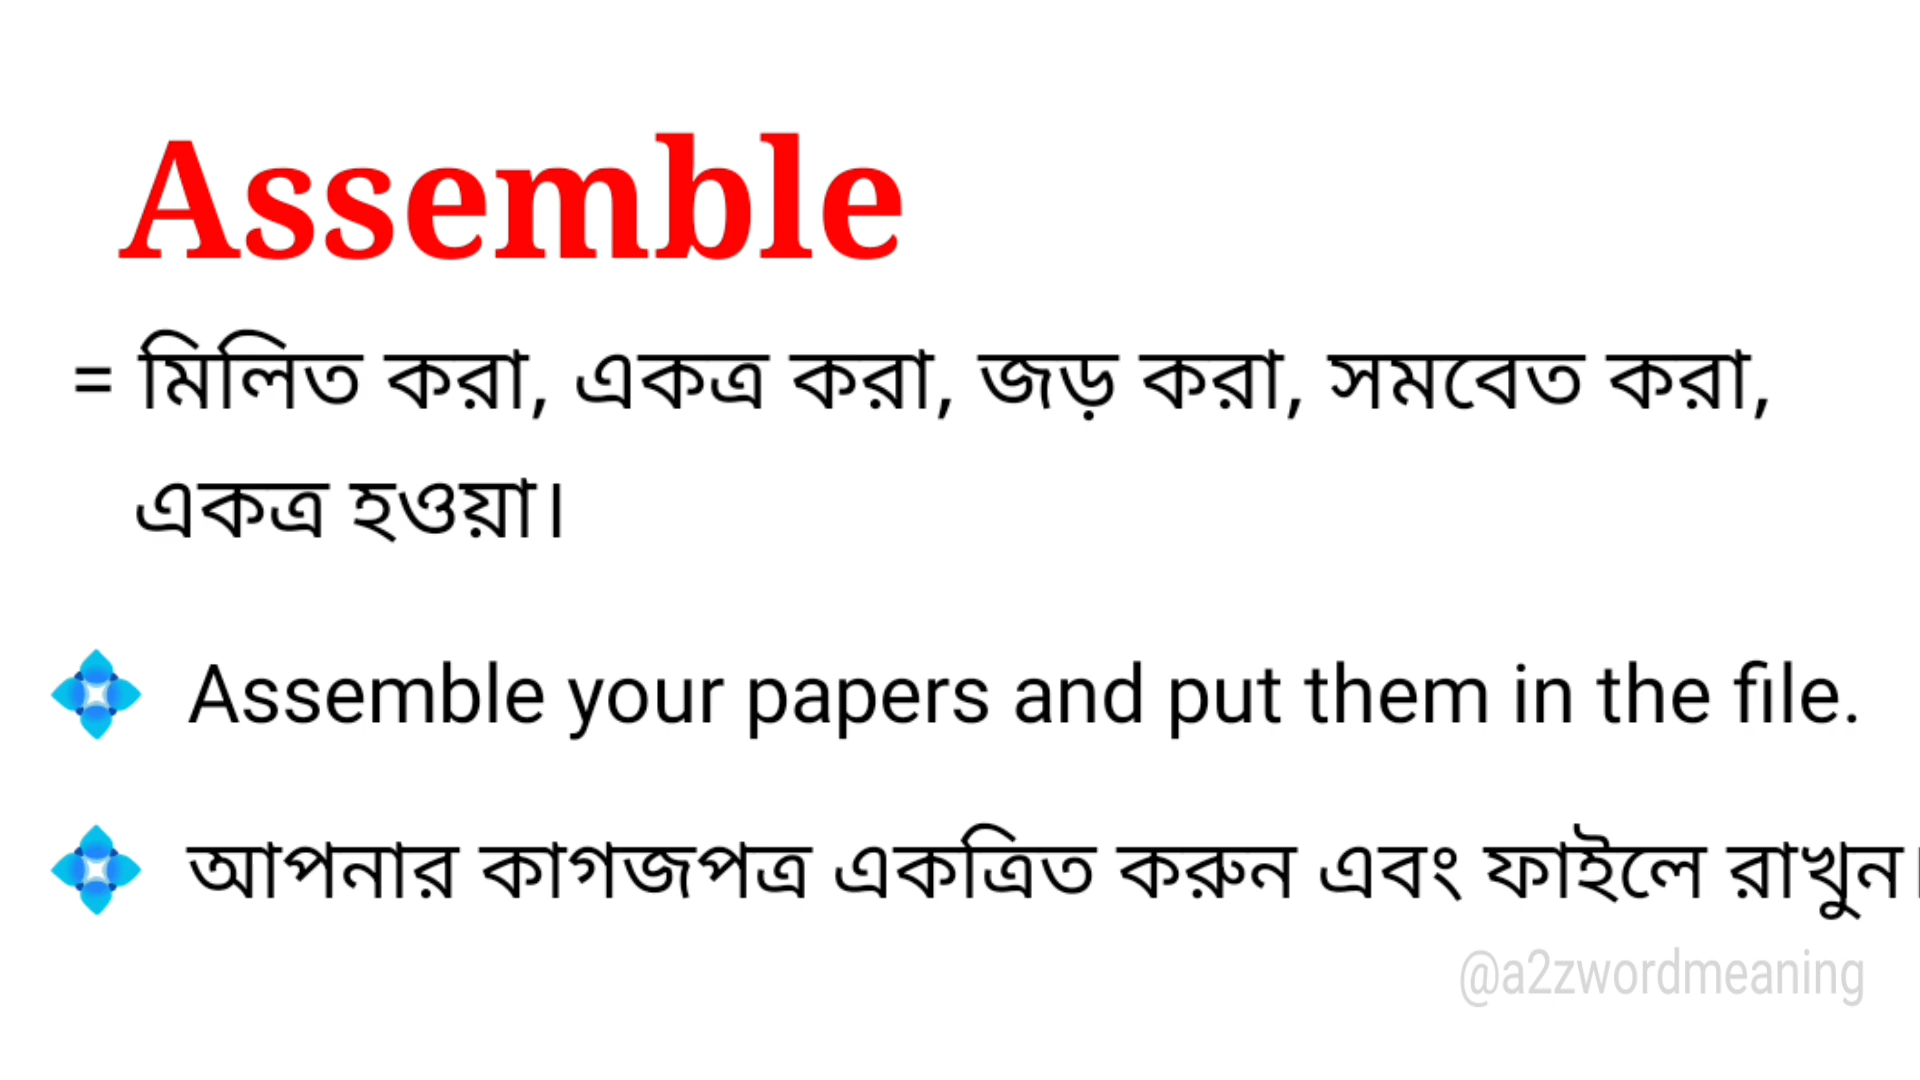 Assemble
= মিলিত করা, একত্র করা, জড় করা, সমবেত করা,
একত্র হওয়া।
Assemble your papers and put them in the file.
আপনার কাগজপত্র একত্রিত করুন এবং ফাইলে রাখুন।
@a2zwordmeaning